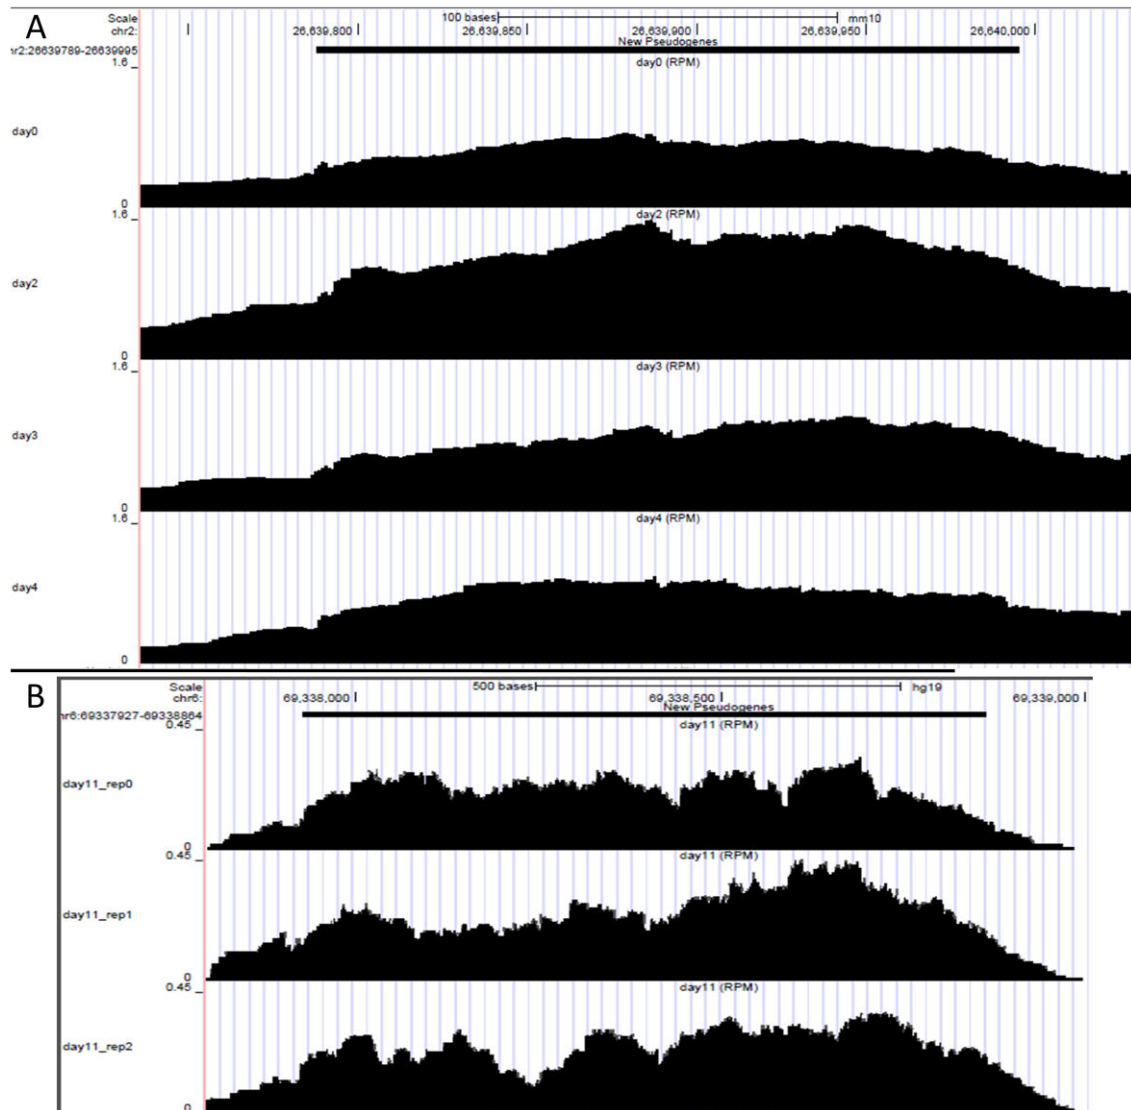 A
Scale 100 bases mm10
chr2: 26,639,800 26,639,850 26,639,900 26,639,950 26,640,000
New Pseudogenes
r2:26639789-26639995
day0 (RPM)
1.6
day0
0
day2 (RPM)
1.6
day2
0
day3 (RPM)
1.6
day3
0
day4 (RPM)
1.6
day4
0
B
Scale 500 bases hg19
chr6: 69,338,000 69,338,500 69,339,000
New Pseudogenes
r6:69337927-69338864
day11 (RPM)
0.45
day11_rep0
0
day11 (RPM)
0.45
day11_rep1
0
day11 (RPM)
0.45
day11_rep2
0